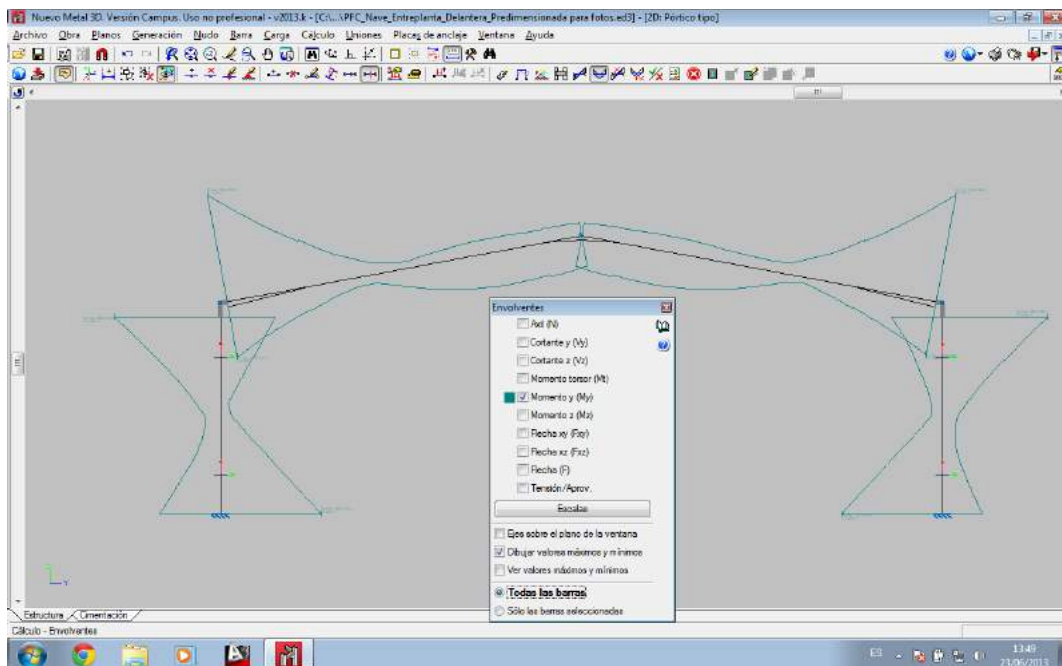 Nuevo Metal 3D. Versión Campus. Uso no profesional - v2013.k - [C:\...\PFC_Nave_Entreplanta_Delantera_Predimensionada para fotos.ed3] - [2D: Pórtico tipo]
Archivo Obra Planos Generación Nudo Barra Carga Cálculo Uniones Placas de anclaje Ventana Ayuda
Envolventes
Axil (N)
Cortante y (Vy)
Cortante z (Vz)
Momento torsor (Mt)
Momento y (My)
Momento z (Mz)
Flecha xy (Fxy)
Flecha xz (Fxz)
Flecha (F)
Tensión/Aprov.
Escalas
Ejes sobre el plano de la ventana
Dibujar valores máximos y mínimos
Ver valores máximos y mínimos
Todas las barras
Sólo las barras seleccionadas
Z
Y
Estructura Cimentación
Cálculo - Envolventes
ES 13:49
23/06/2013